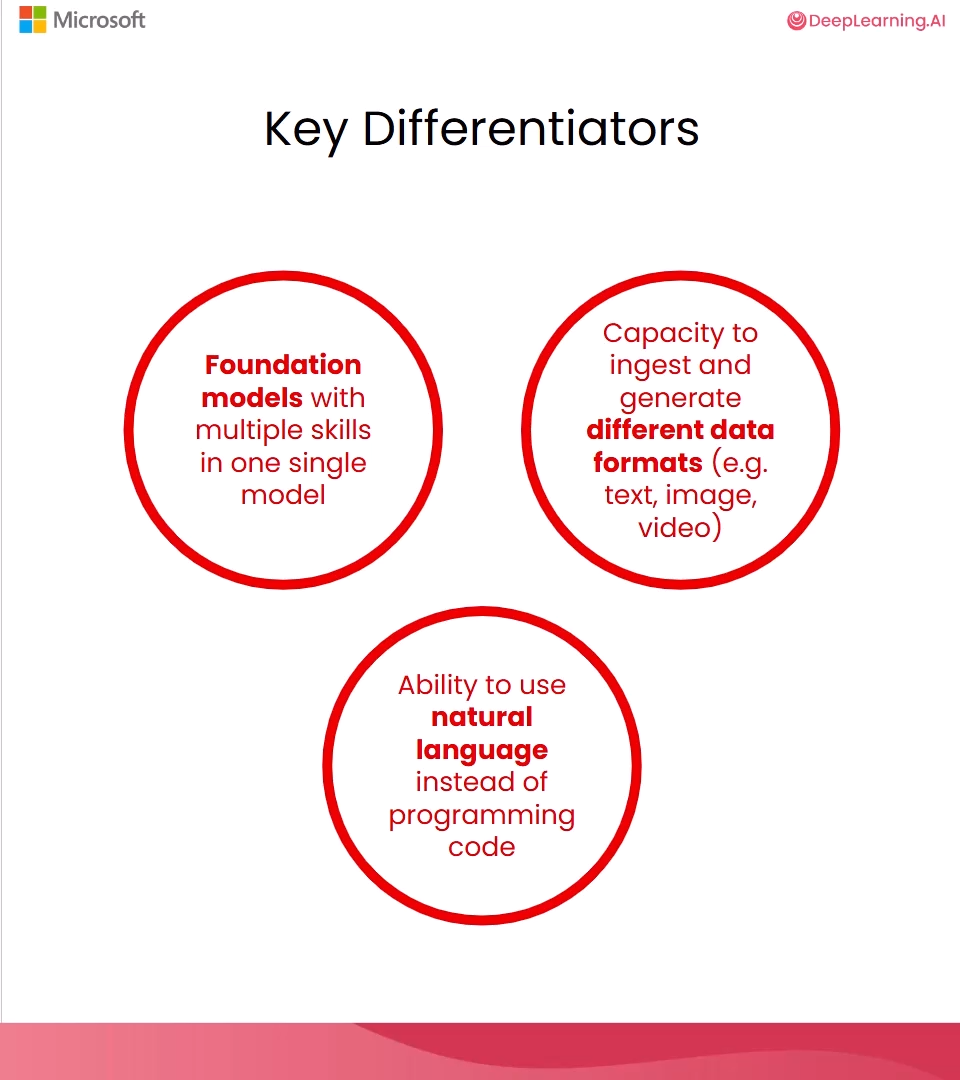 Microsoft
DeepLearning.AI
Key Differentiators
Foundation
models with
multiple skills
in one single
model
Capacity to
ingest and
generate
different data
formats (e.g.
text, image,
video)
Ability to use
natural
language
instead of
programming
code